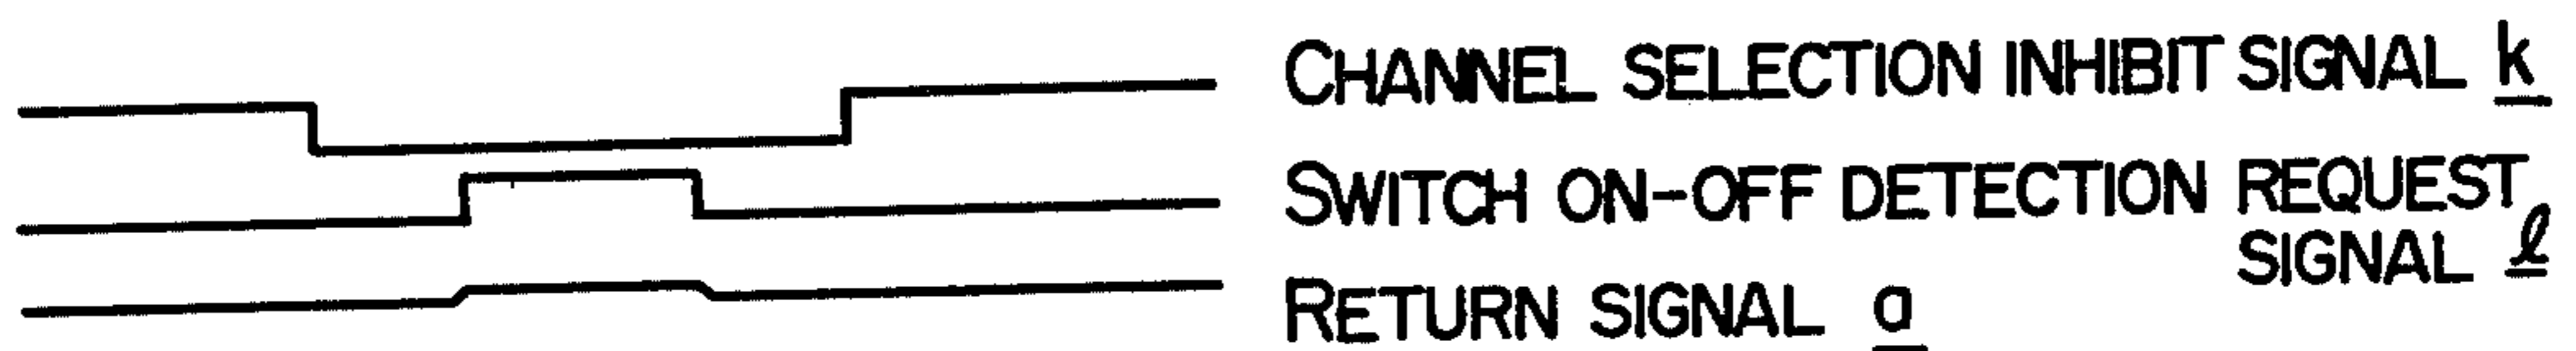 CHANNEL SELECTION INHIBIT SIGNAL k
SWITCH ON-OFF DETECTION REQUEST
SIGNAL ℓ
RETURN SIGNAL a